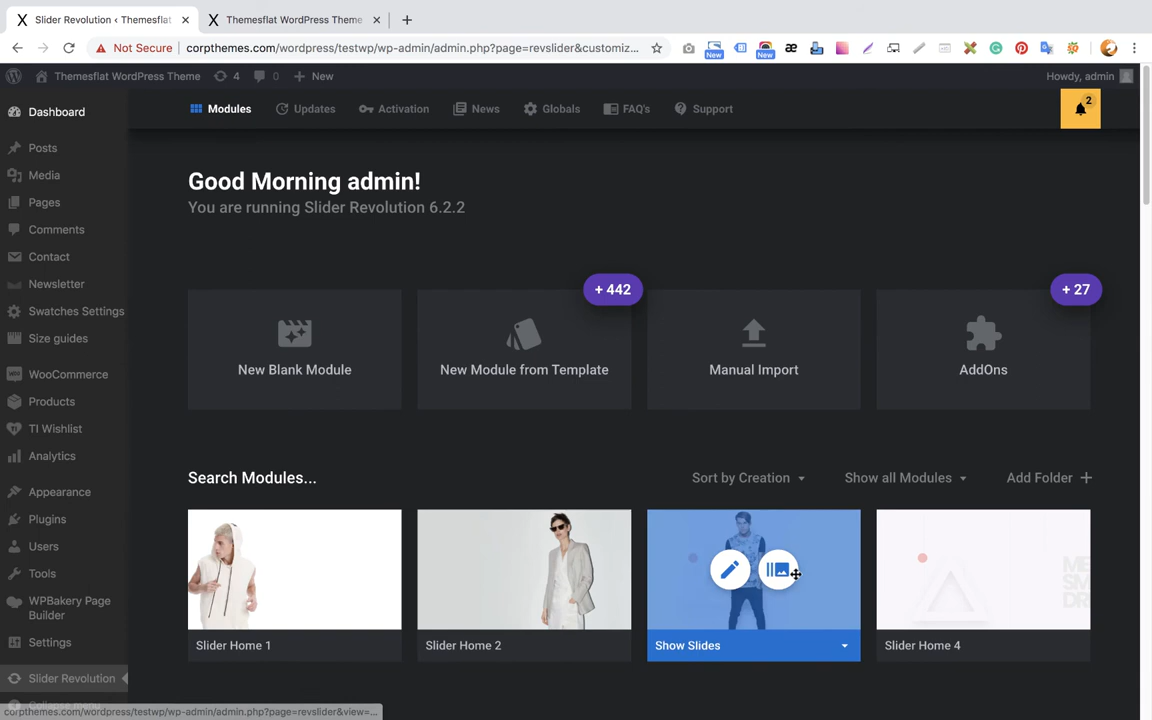 Slider Revolution ‹ Themesflat
Themesflat WordPress Theme
Not Secure
corpthemes.com/wordpress/testwp/wp-admin/admin.php?page=revslider&customiz...
New
New
Themesflat WordPress Theme
4
0
New
Howdy, admin
Dashboard
Posts
Media
Pages
Comments
Contact
Newsletter
Swatches Settings
Size guides
WooCommerce
Products
TI Wishlist
Analytics
Appearance
Plugins
Users
Tools
WPBakery Page
Builder
Settings
Slider Revolution
Collapse menu
Modules
Updates
Activation
News
Globals
FAQ's
Support
2
Good Morning admin!
You are running Slider Revolution 6.2.2
+ 442
+ 27
New Blank Module
New Module from Template
Manual Import
AddOns
Search Modules...
Sort by Creation
Show all Modules
Add Folder
Slider Home 1
Slider Home 2
Show Slides
Slider Home 4
corpthemes.com/wordpress/testwp/wp-admin/admin.php?page=revslider&view=...